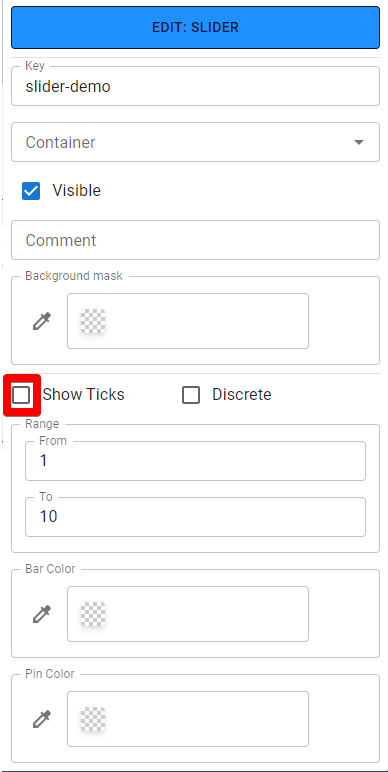 EDIT: SLIDER
Key
slider-demo
Container
Visible
Comment
Background mask
Show Ticks
Discrete
Range
From
1
To
10
Bar Color
Pin Color